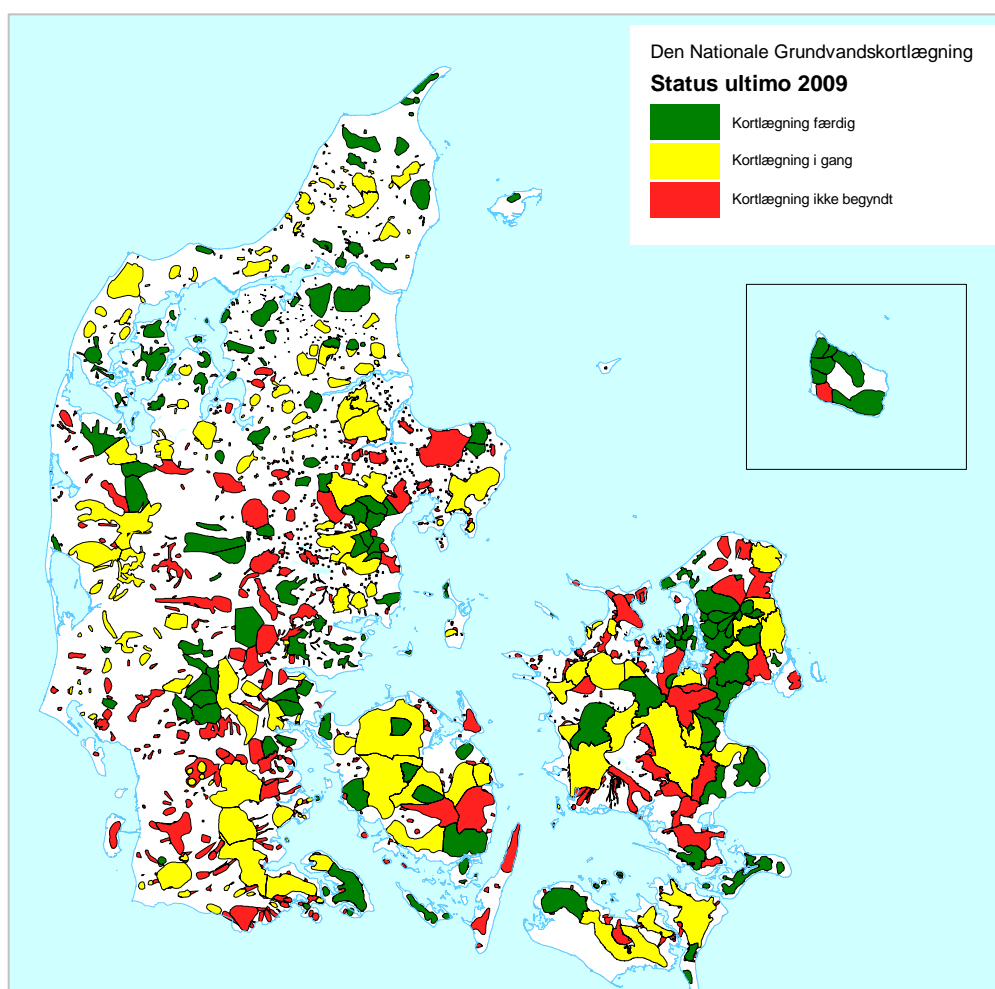 Den Nationale Grundvandskortlægning
Status ultimo 2009
Kortlægning færdig
Kortlægning i gang
Kortlægning ikke begyndt